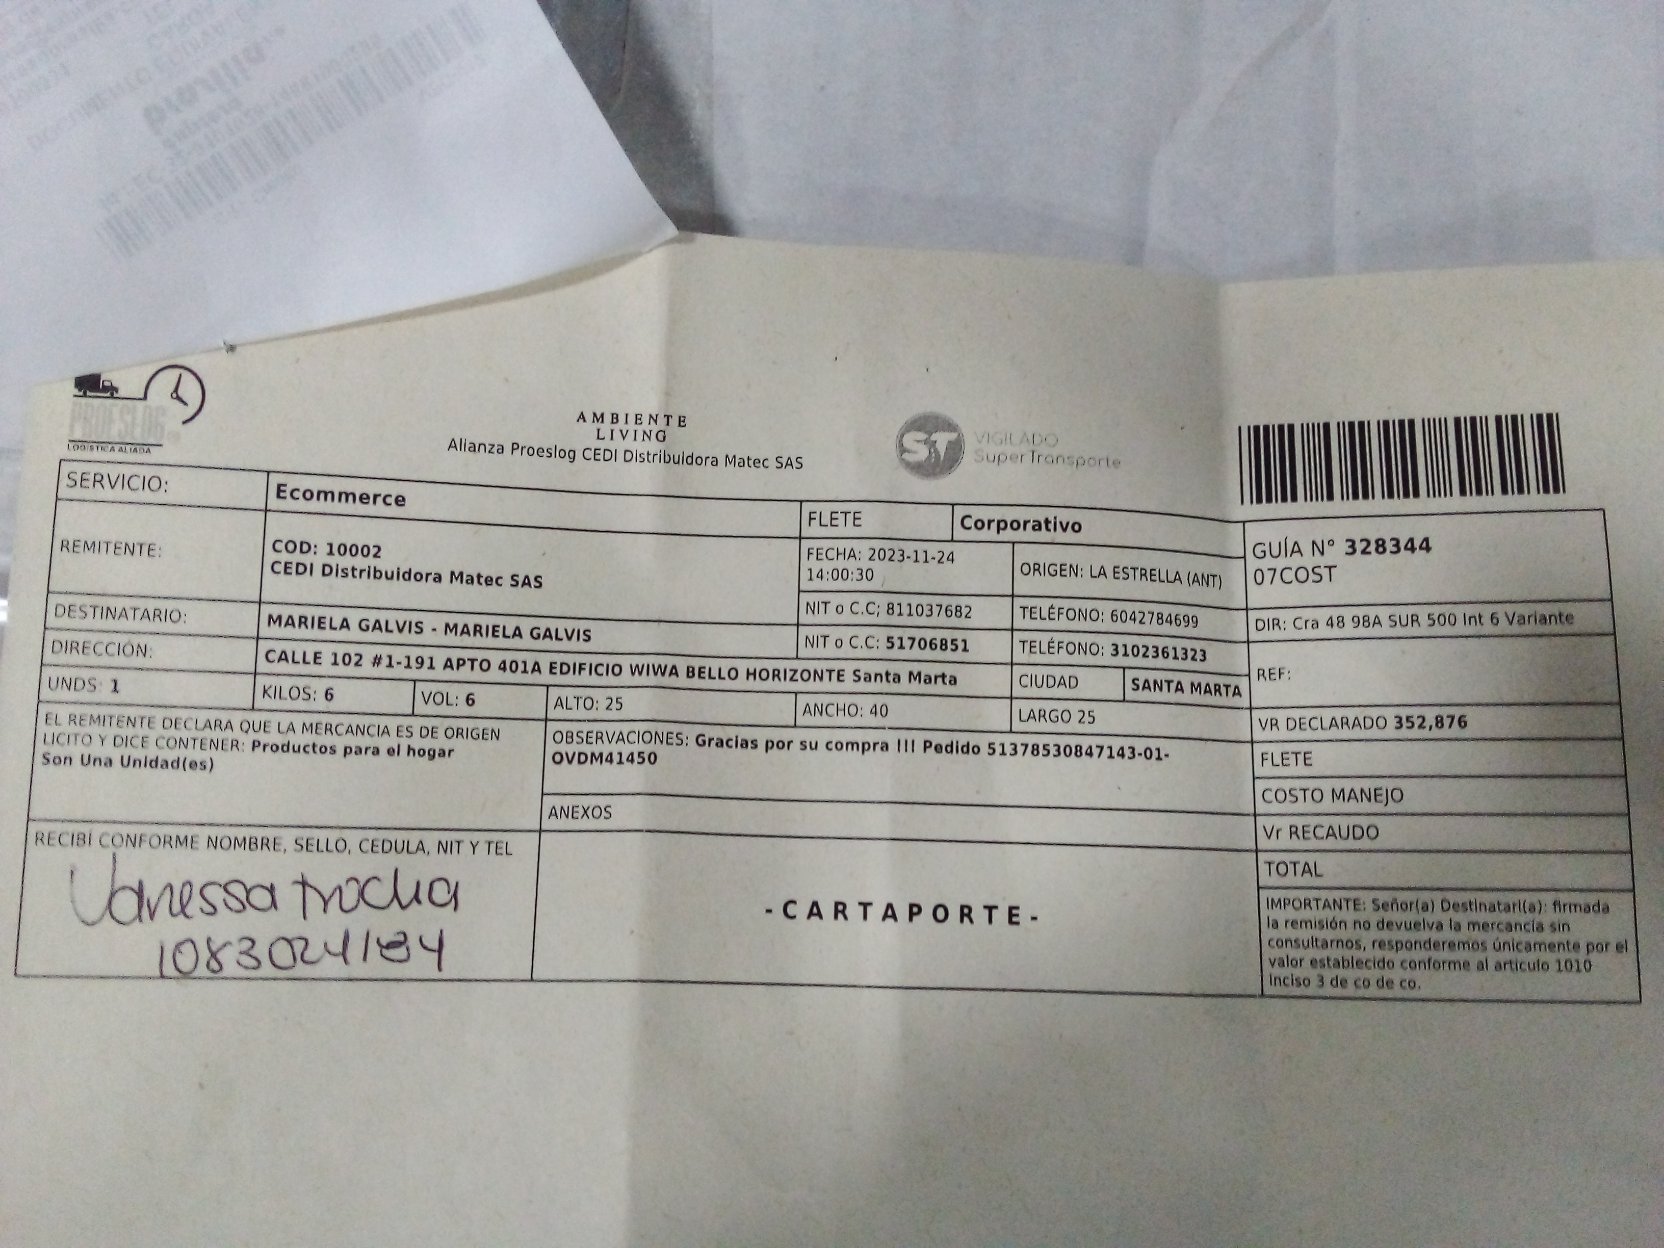 PROESLOG
LOGISTICA ALIADA
AMBIENTE
LIVING
Alianza Proeslog CEDI Distribuidora Matec SAS
ST VIGILADO
SuperTransporte
SERVICIO: Ecommerce
FLETE Corporativo
GUÍA N° 328344
07COST
REMITENTE: COD: 10002
CEDI Distribuidora Matec SAS
FECHA: 2023-11-24
14:00:30
ORIGEN: LA ESTRELLA (ANT)
NIT o C.C; 811037682
TELÉFONO: 6042784699
DIR: Cra 48 98A SUR 500 Int 6 Variante
DESTINATARIO: MARIELA GALVIS - MARIELA GALVIS
NIT o C.C: 51706851
TELÉFONO: 3102361323
REF:
DIRECCIÓN: CALLE 102 #1-191 APTO 401A EDIFICIO WIWA BELLO HORIZONTE Santa Marta
CIUDAD SANTA MARTA
UNDS: 1
KILOS: 6
VOL: 6
ALTO: 25
ANCHO: 40
LARGO 25
VR DECLARADO 352,876
EL REMITENTE DECLARA QUE LA MERCANCIA ES DE ORIGEN
LICITO Y DICE CONTENER: Productos para el hogar
Son Una Unidad(es)
OBSERVACIONES: Gracias por su compra !!! Pedido 51378530847143-01-
OVDM41450
ANEXOS
FLETE
COSTO MANEJO
Vr RECAUDO
TOTAL
RECIBÍ CONFORME NOMBRE, SELLO, CEDULA, NIT Y TEL
Vanessa trocha
-CARTAPORTE-
IMPORTANTE: Señor(a) Destinatari(a): firmada
la remisión no devuelva la mercancía sin
consultarnos, responderemos únicamente por el
valor establecido conforme al articulo 1010
inciso 3 de co de co.